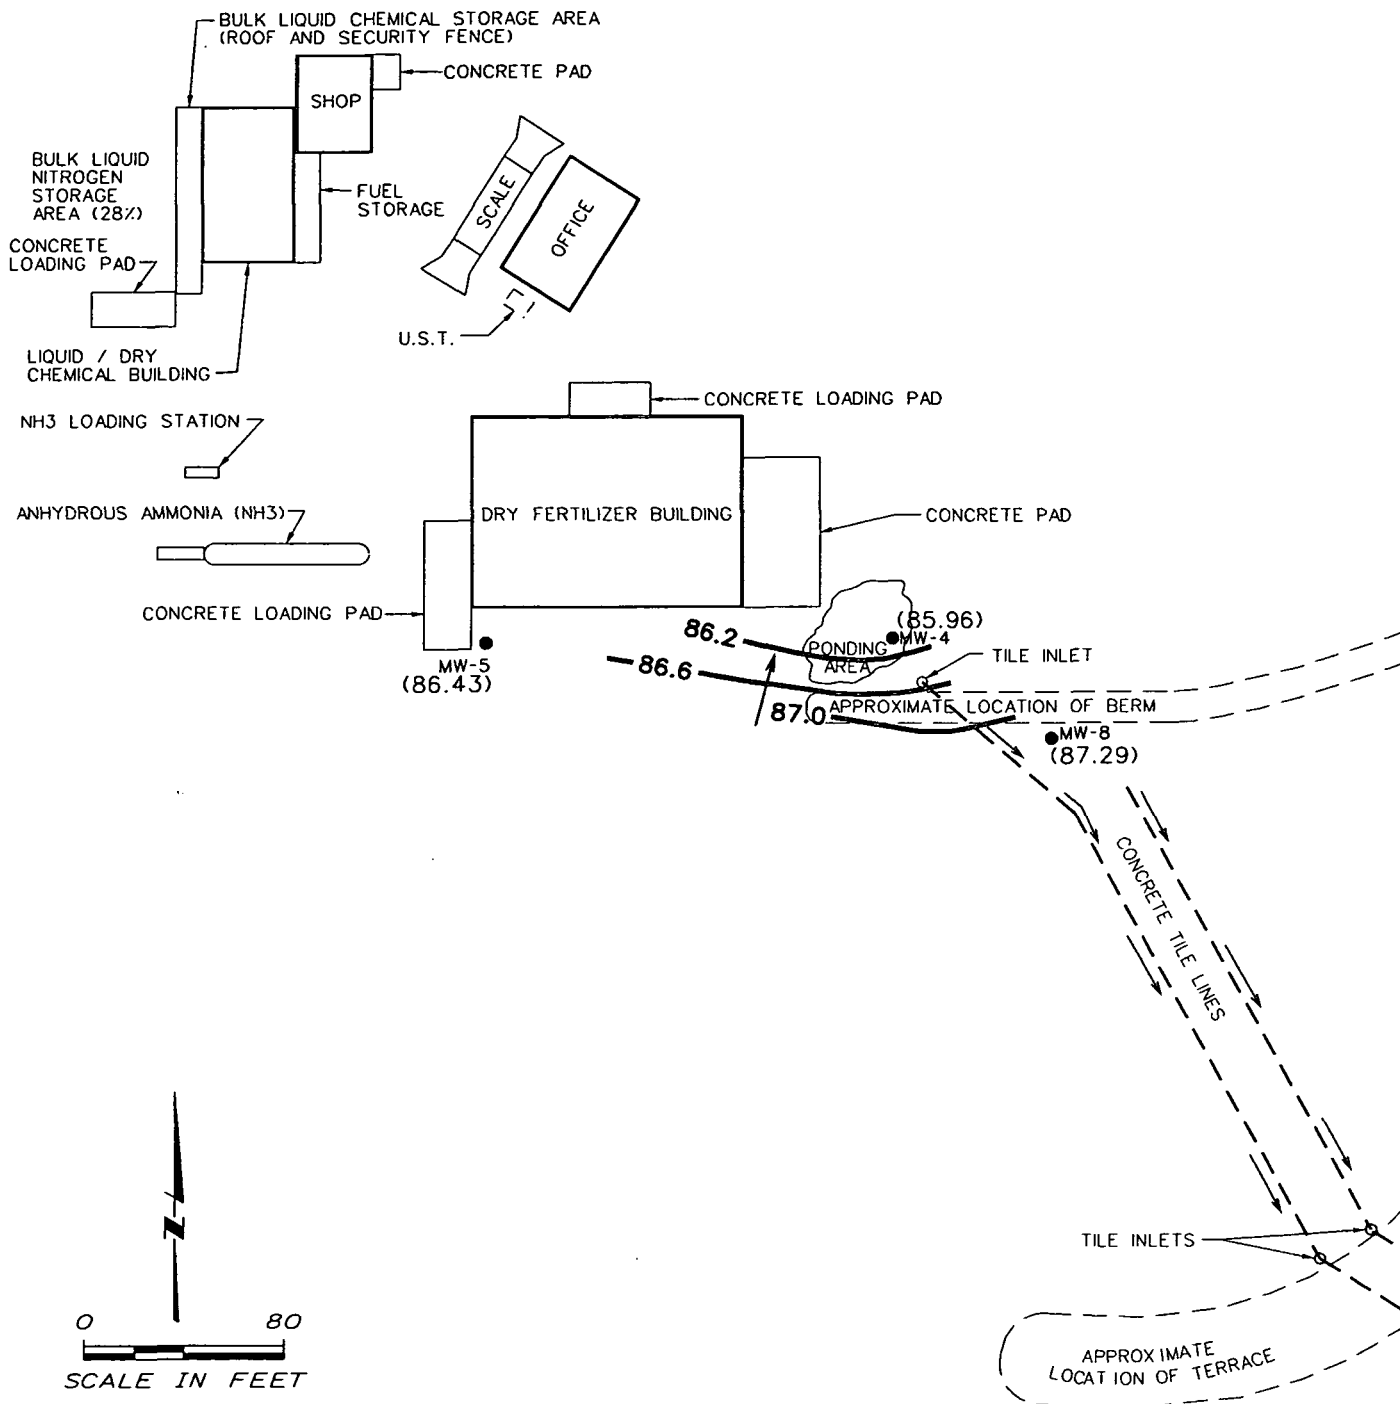 BULK LIQUID CHEMICAL STORAGE AREA
(ROOF AND SECURITY FENCE)
CONCRETE PAD
SHOP
BULK LIQUID
NITROGEN
STORAGE
AREA (28%)
FUEL
STORAGE
SCALE
OFFICE
CONCRETE
LOADING PAD
U.S.T.
LIQUID / DRY
CHEMICAL BUILDING
CONCRETE LOADING PAD
NH3 LOADING STATION
DRY FERTILIZER BUILDING
ANHYDROUS AMMONIA (NH3)
CONCRETE PAD
CONCRETE LOADING PAD
(85.96)
MW-4
86.2
PONDING
AREA
TILE INLET
MW-5
(86.43)
86.6
APPROXIMATE LOCATION OF BERM
87.0
MW-8
(87.29)
CONCRETE TILE LINES
N
TILE INLETS
0 80
SCALE IN FEET
APPROXIMATE
LOCATION OF TERRACE